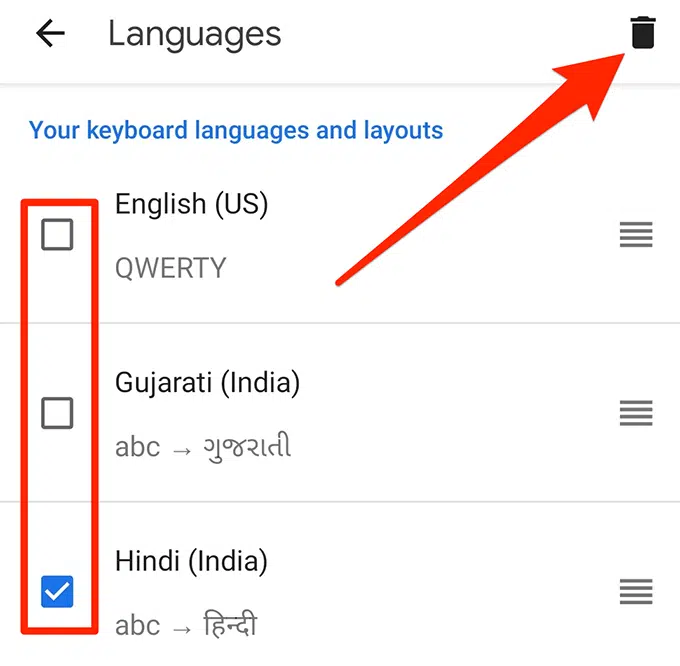 Languages
Your keyboard languages and layouts
English (US)
QWERTY
Gujarati (India)
abc → ગુજરાતી
Hindi (India)
abc → हिन्दी